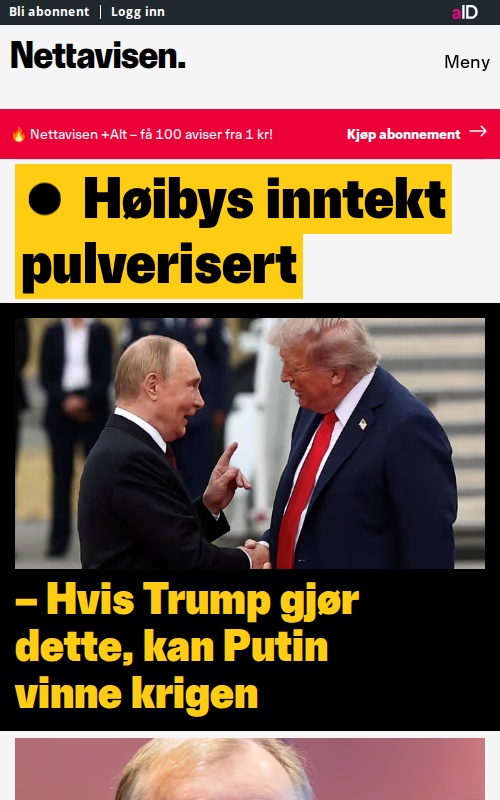 Bli abonnent | Logg inn
aID
Nettavisen.
Meny
🔥 Nettavisen +Alt – få 100 aviser fra 1 kr!
Kjøp abonnement →
● Høibys inntekt
pulverisert
– Hvis Trump gjør
dette, kan Putin
vinne krigen